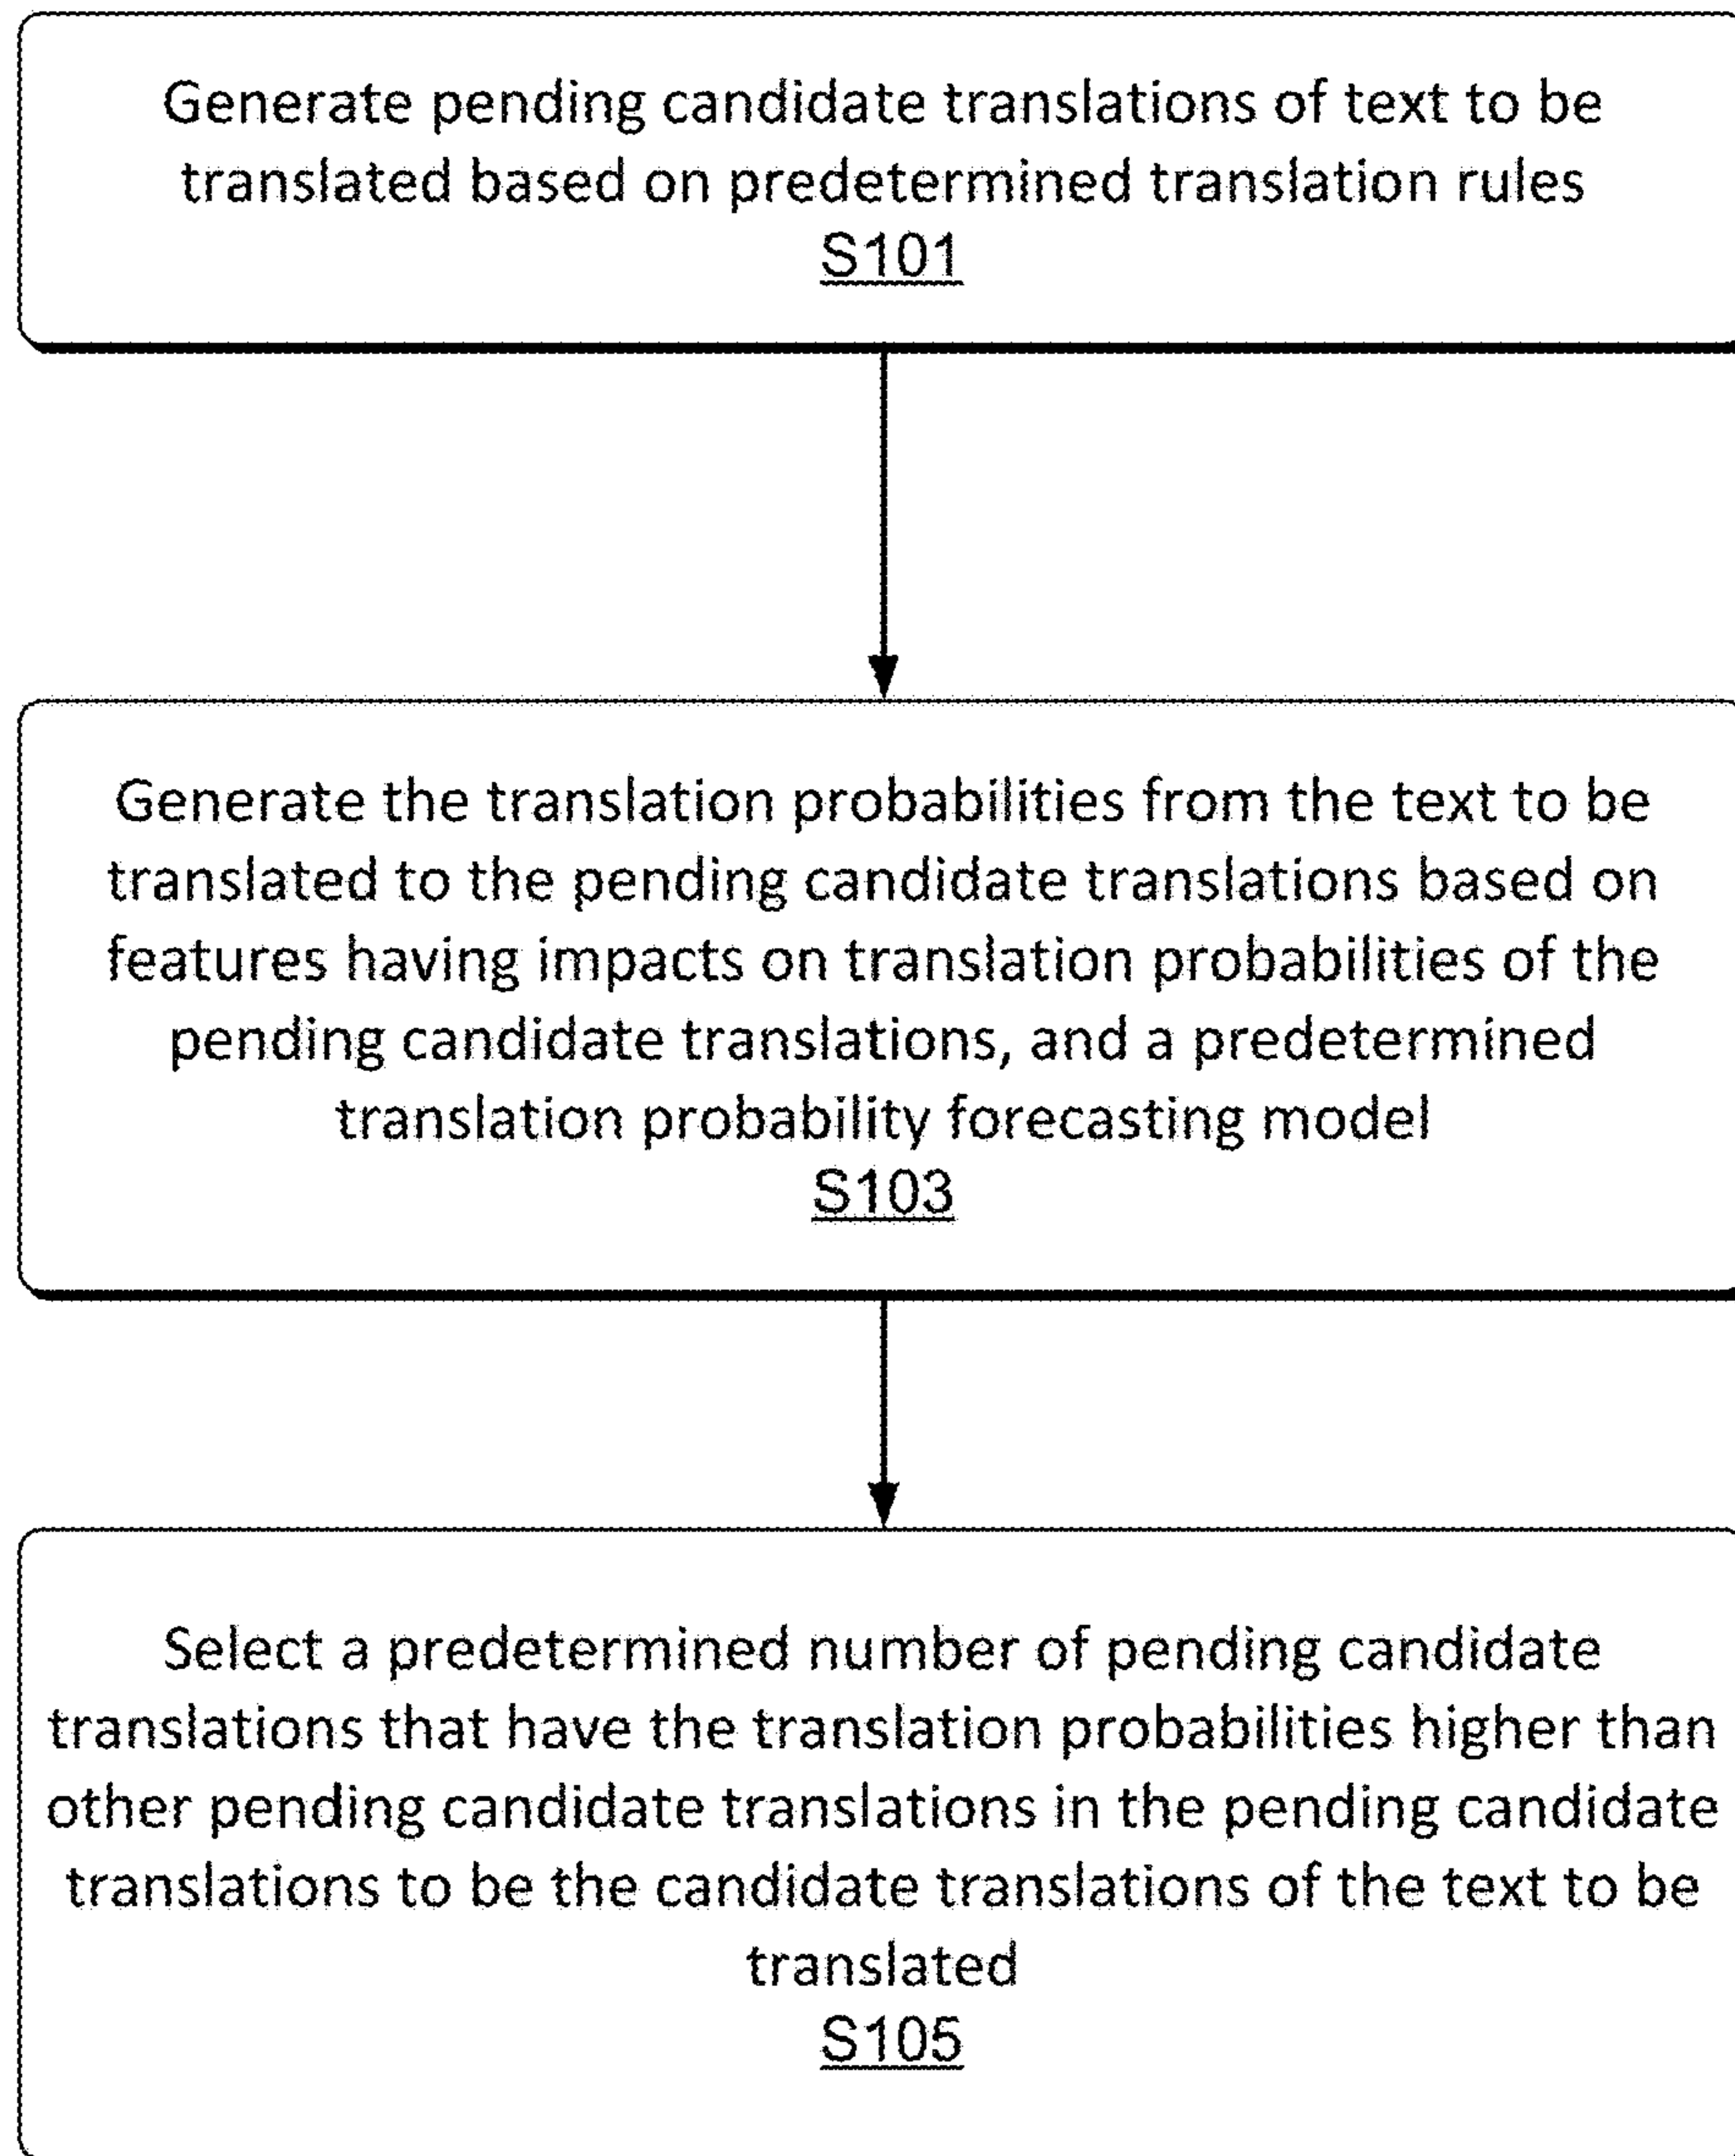 Generate pending candidate translations of text to be
translated based on predetermined translation rules
S101
Generate the translation probabilities from the text to be
translated to the pending candidate translations based on
features having impacts on translation probabilities of the
pending candidate translations, and a predetermined
translation probability forecasting model
S103
Select a predetermined number of pending candidate
translations that have the translation probabilities higher than
other pending candidate translations in the pending candidate
translations to be the candidate translations of the text to be
translated
S105